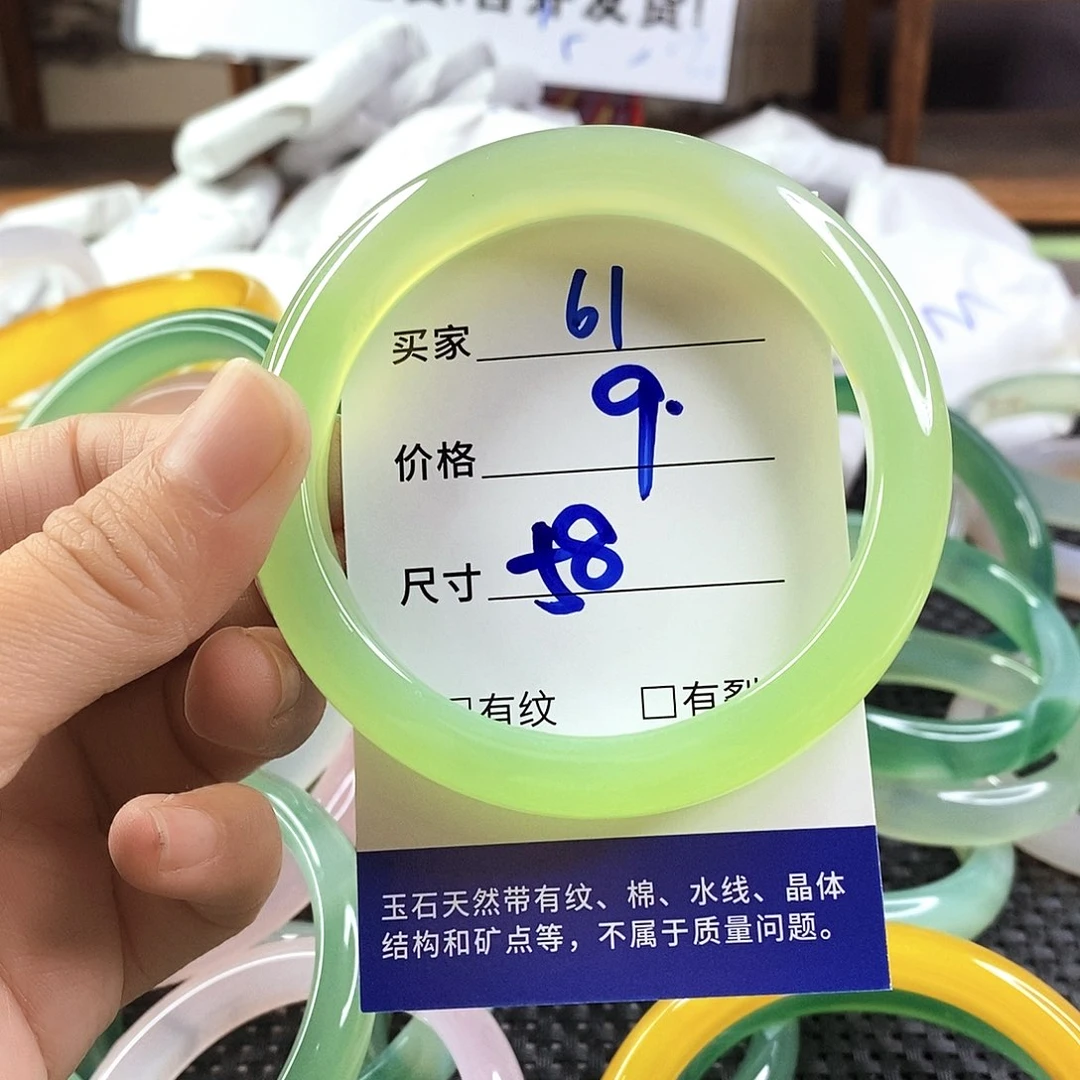 发货!
买家 61
价格 9.
尺寸 58
□有纹 □有裂
玉石天然带有纹、棉、水线、晶体
结构和矿点等，不属于质量问题。